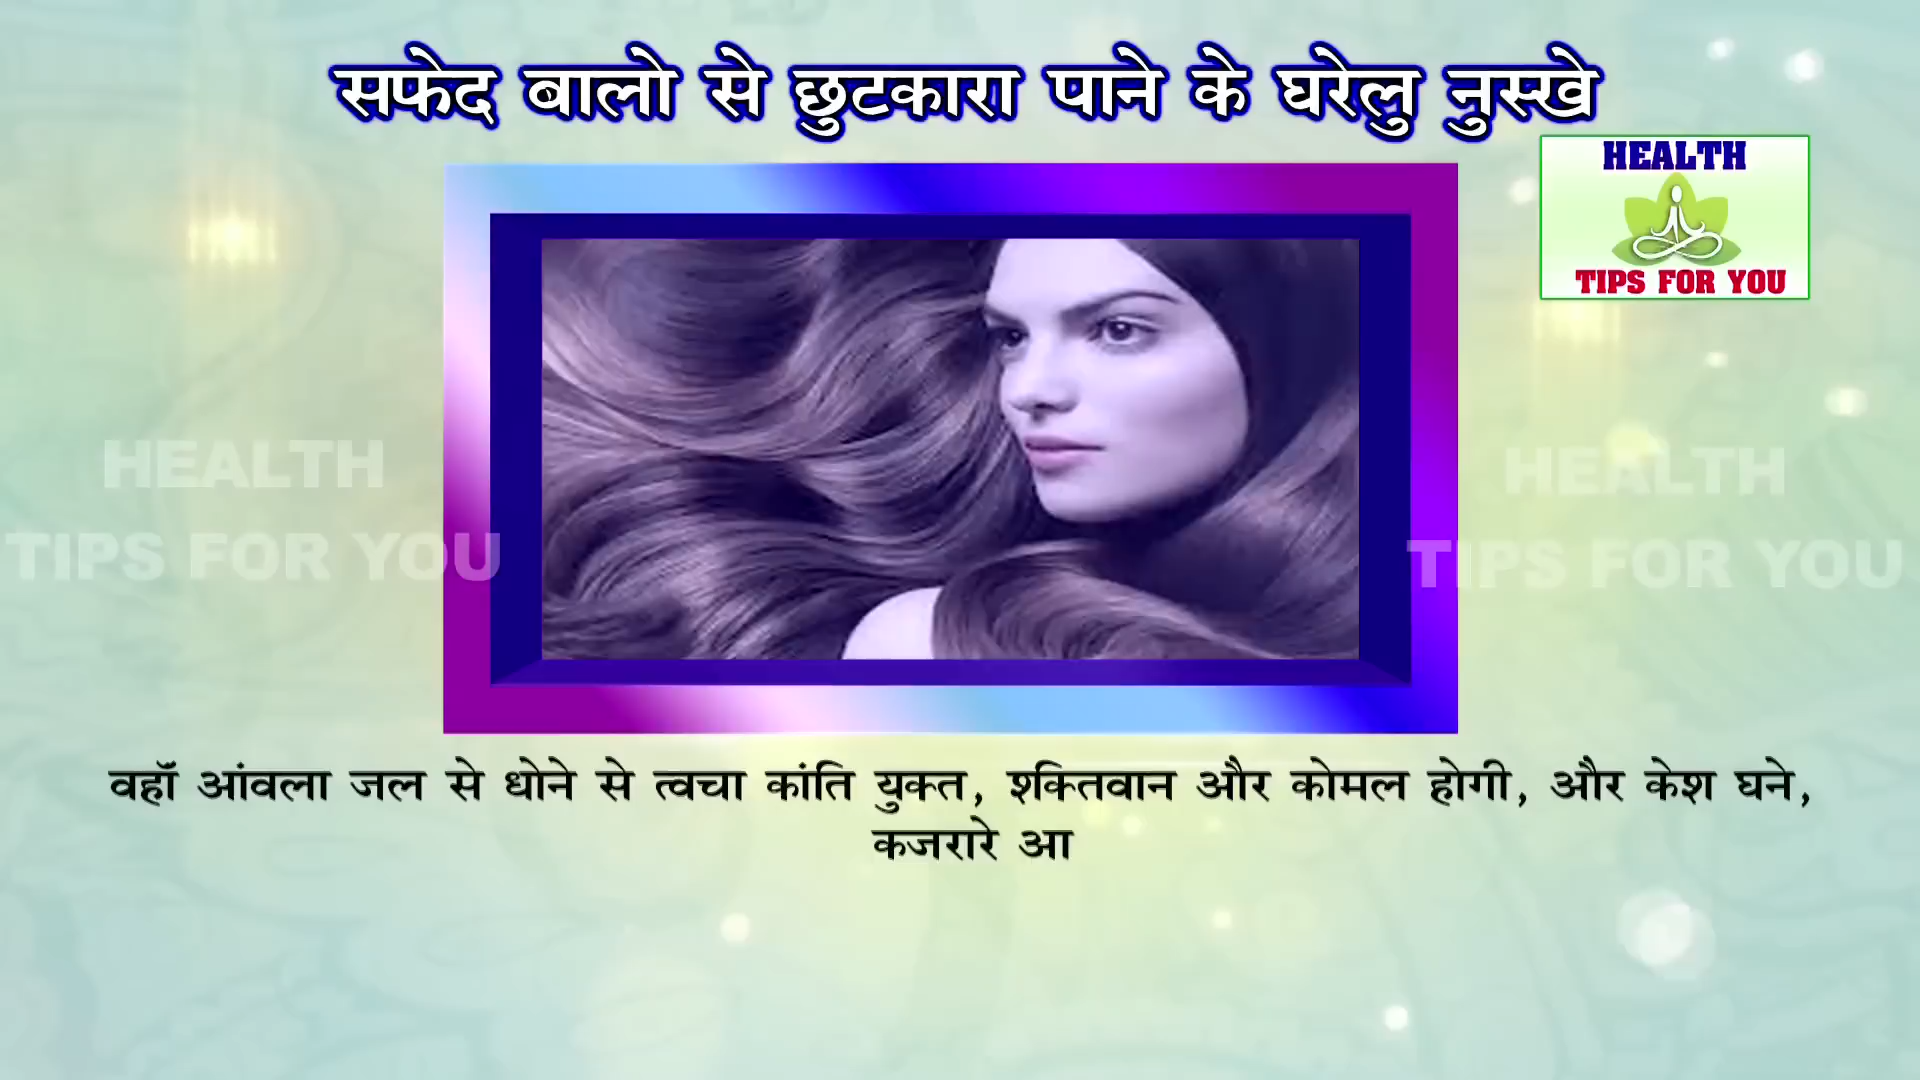 सफेद बालो से छुटकारा पाने के घरेलु नुस्खे
HEALTH
TIPS FOR YOU
HEALTH
TIPS FOR YOU
HEALTH
TIPS FOR YOU
वहाॅ आंवला जल से धोने से त्वचा कांति युक्त, श्क्तिवान और कोमल होगी, और केश घने,
कजरारे आ